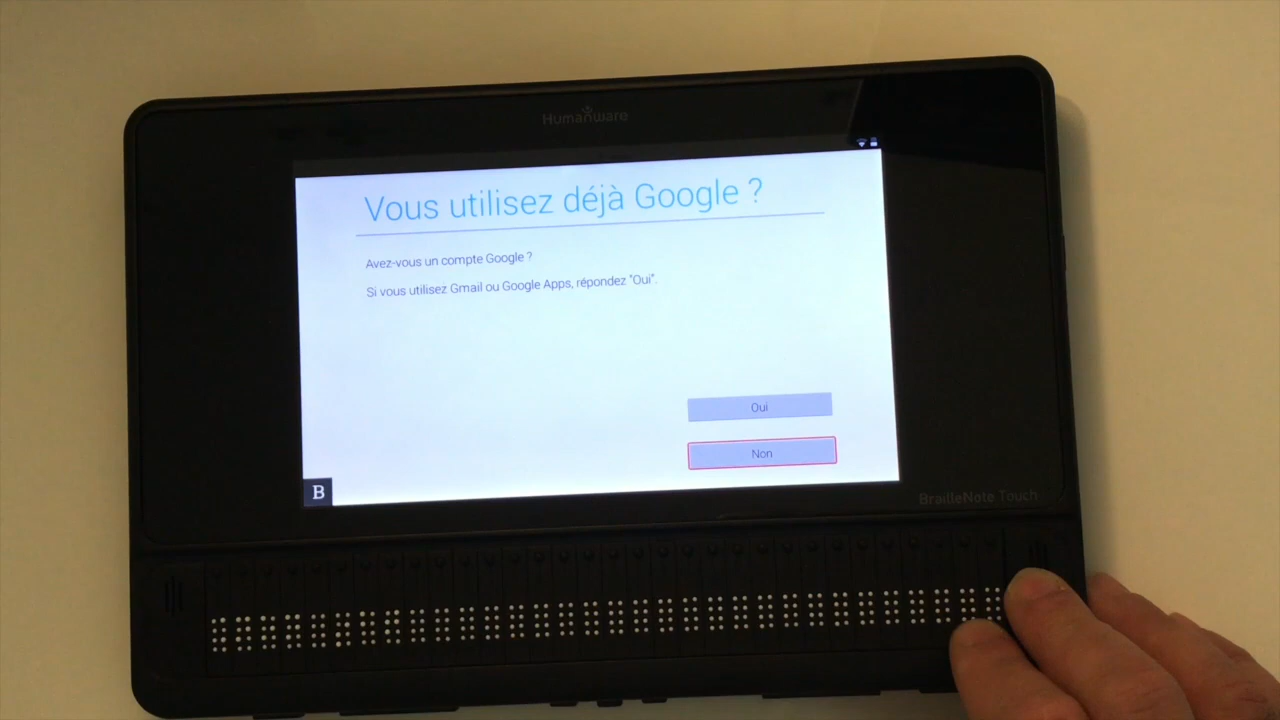 Humanware
Vous utilisez déjà Google ?
Avez-vous un compte Google ?
Si vous utilisez Gmail ou Google Apps, répondez "Oui".
Oui
Non
B
BrailleNote Touch